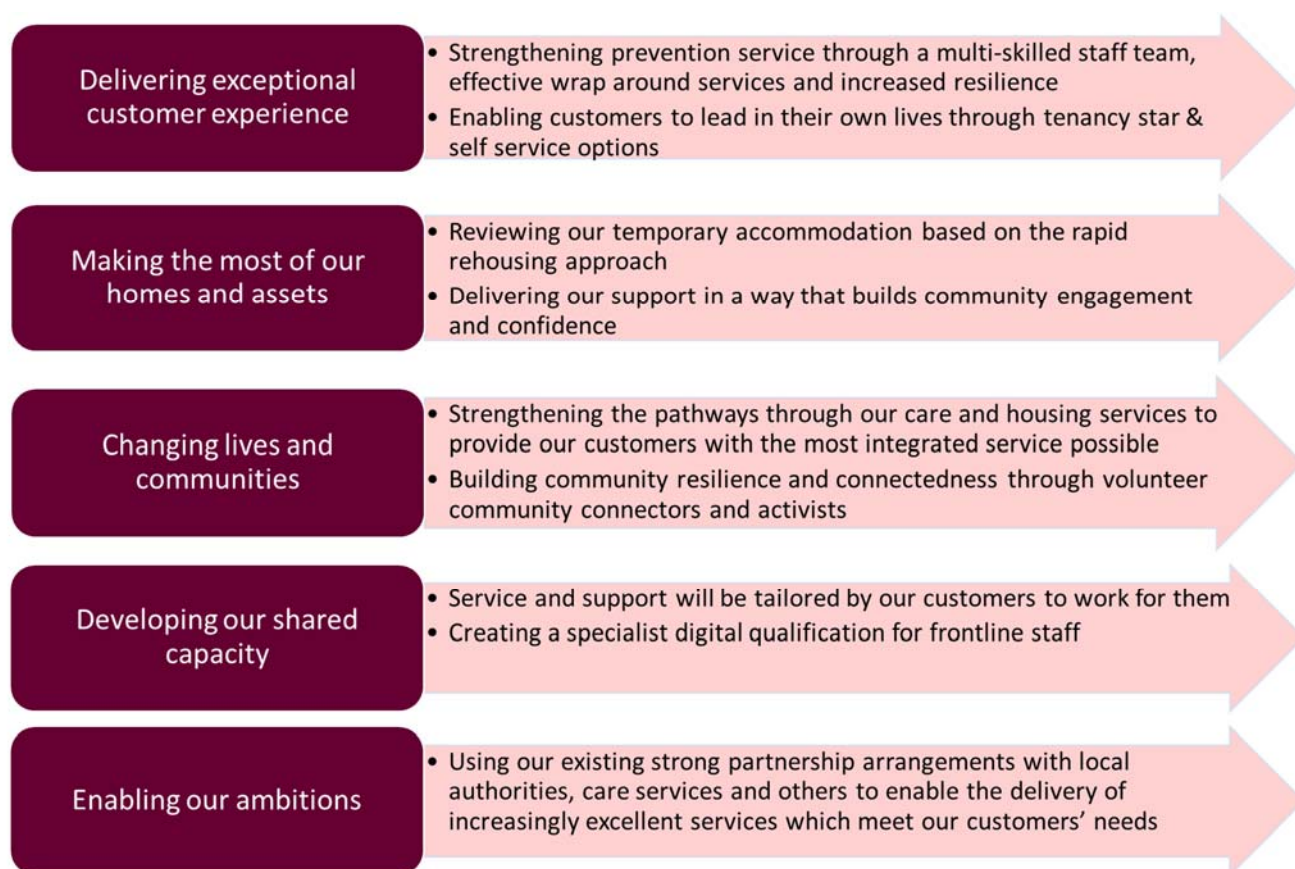 Delivering exceptional
customer experience
• Strengthening prevention service through a multi-skilled staff team,
effective wrap around services and increased resilience
• Enabling customers to lead in their own lives through tenancy star &
self service options
Making the most of our
homes and assets
• Reviewing our temporary accommodation based on the rapid
rehousing approach
• Delivering our support in a way that builds community engagement
and confidence
Changing lives and
communities
• Strengthening the pathways through our care and housing services to
provide our customers with the most integrated service possible
• Building community resilience and connectedness through volunteer
community connectors and activists
Developing our shared
capacity
• Service and support will be tailored by our customers to work for them
• Creating a specialist digital qualification for frontline staff
Enabling our ambitions
• Using our existing strong partnership arrangements with local
authorities, care services and others to enable the delivery of
increasingly excellent services which meet our customers’ needs